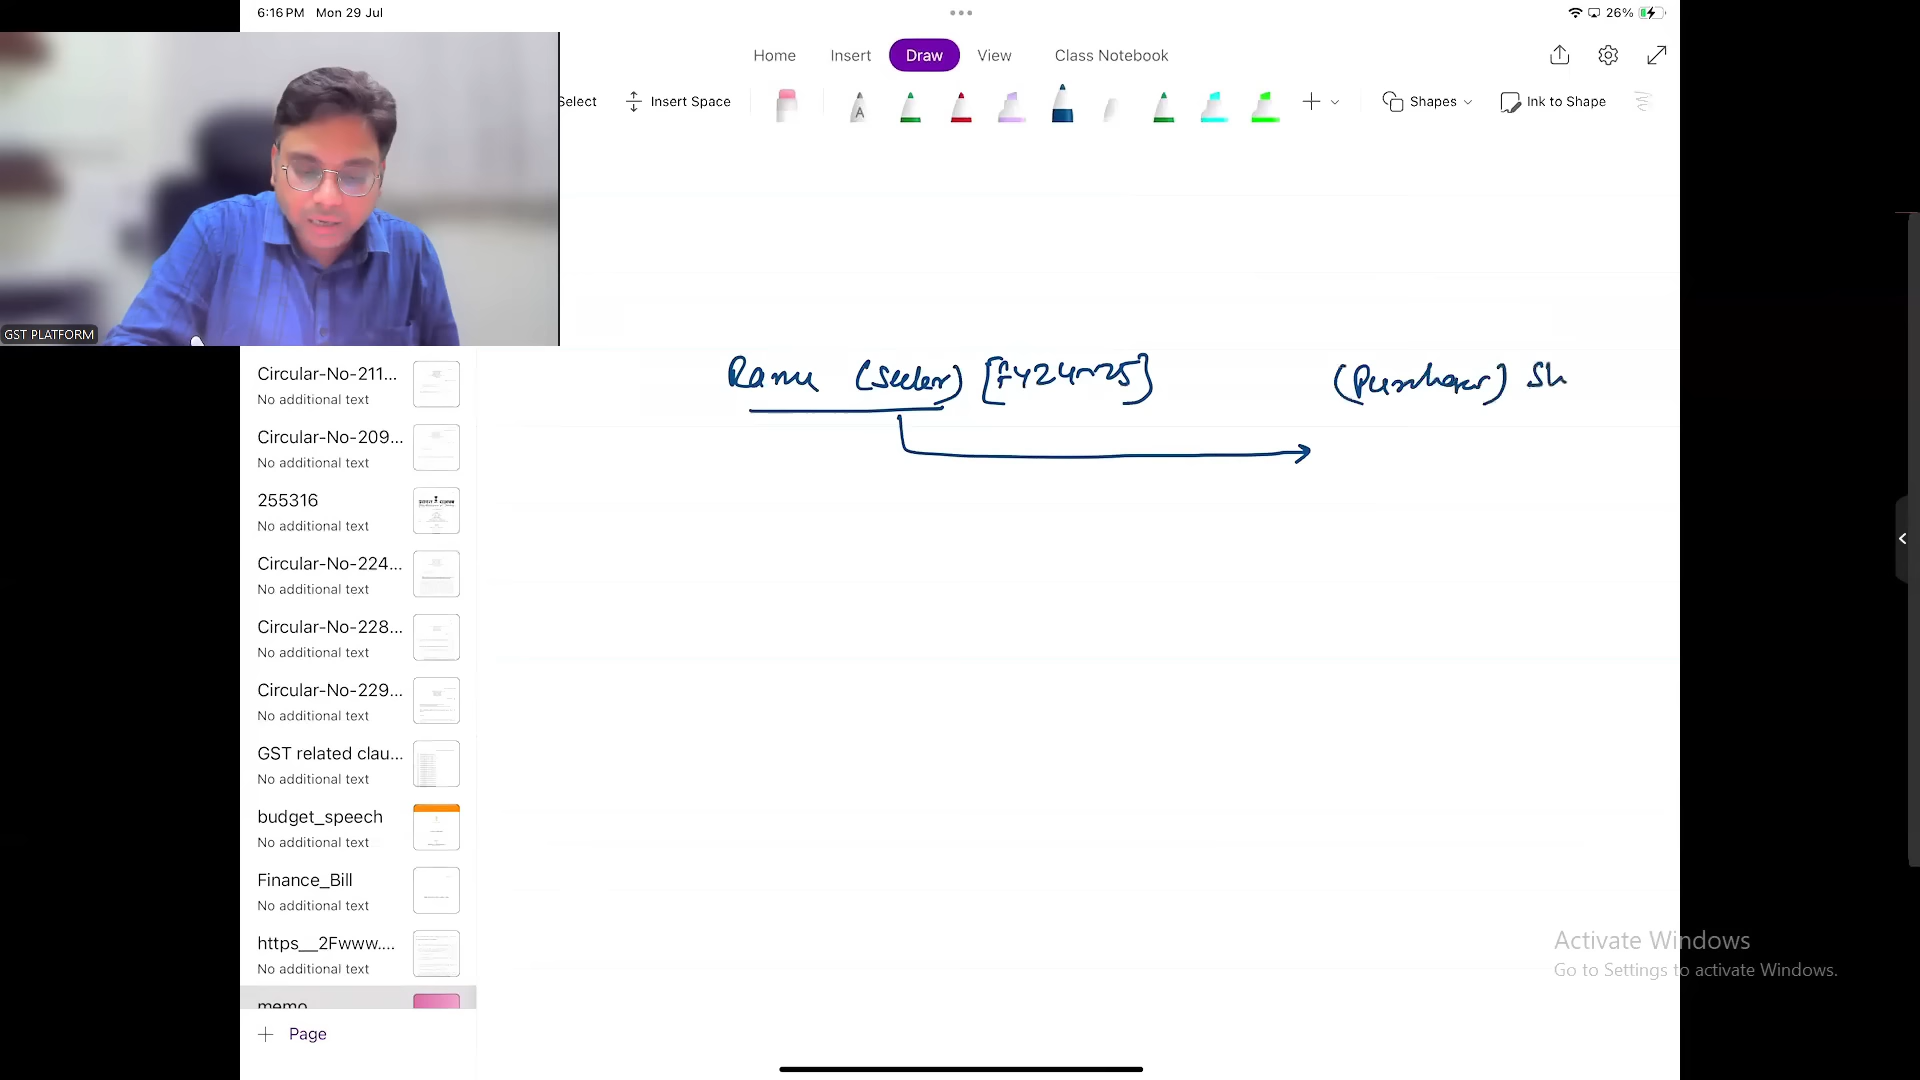 6:16 PM Mon 29 Jul
26%
Home Insert Draw View Class Notebook
Select Insert Space Shapes Ink to Shape
A
GST PLATFORM
Ramu (Seller) [FY24-25] (Purchaser) Sh
Circular-No-211...
No additional text
Circular-No-209...
No additional text
255316
No additional text
Circular-No-224...
No additional text
Circular-No-228...
No additional text
Circular-No-229...
No additional text
GST related clau...
No additional text
budget_speech
No additional text
Finance_Bill
No additional text
https__2Fwww....
No additional text
memo
Page
Activate Windows
Go to Settings to activate Windows.